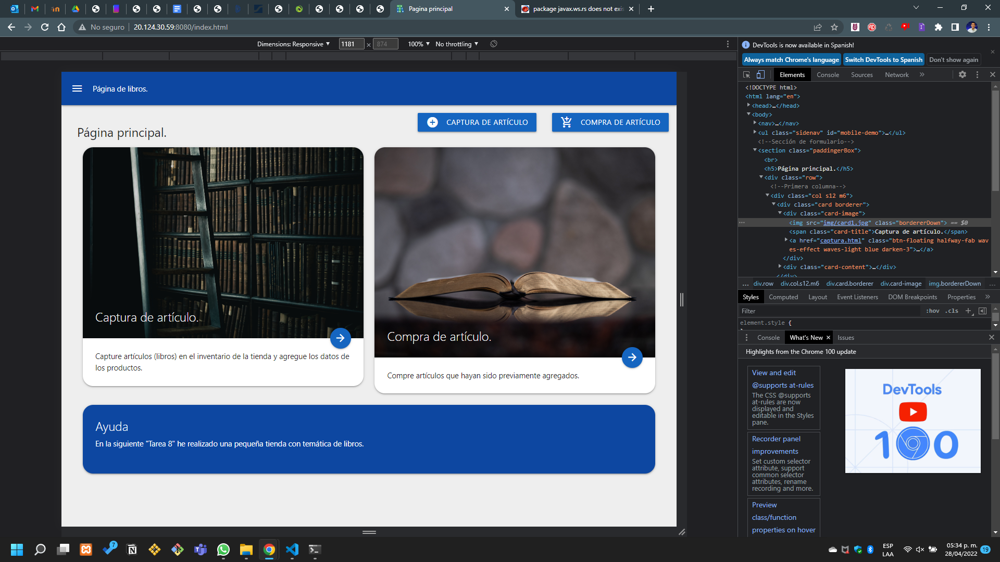 Pagina principal
package javax.ws.rs does not exis
No seguro
20.124.30.59:8080/index.html
Dimensions: Responsive
1181
×
874
100%
No throttling
Página de libros.
CAPTURA DE ARTÍCULO
COMPRA DE ARTÍCULO
Página principal.
Captura de artículo.
Capture artículos (libros) en el inventario de la tienda y agregue los datos de
los productos.
Compra de artículo.
Compre artículos que hayan sido previamente agregados.
Ayuda
En la siguiente "Tarea 8" he realizado una pequeña tienda con temática de libros.
DevTools is now available in Spanish!
Always match Chrome's language
Switch DevTools to Spanish
Don't show again
Elements
Console
Sources
Network
<!DOCTYPE html>
<html lang="en">
<head>…</head>
<body>
<nav>…</nav>
<ul class="sidenav" id="mobile-demo">…</ul>
<!--Sección de formulario-->
<section class="paddingerBox">
<br>
<h5>Página principal.</h5>
<div class="row">
<!--Primera columna-->
<div class="col s12 m6">
<div class="card borderer">
<div class="card-image">
<img src="img/card1.jpg" class="bordererDown"> == $0
<span class="card-title">Captura de artículo.</span>
<a href="captura.html" class="btn-floating halfway-fab wav
es-effect waves-light blue darken-3">…</a>
</div>
<div class="card-content">…</div>
</div>
…
div.row
div.col.s12.m6
div.card.borderer
div.card-image
img.bordererDown
…
Styles
Computed
Layout
Event Listeners
DOM Breakpoints
Properties
Filter
:hov
.cls
element.style {
Console
What's New
Issues
Highlights from the Chrome 100 update
View and edit
@supports at-rules
The CSS @supports
at-rules are now
displayed and
editable in the Styles
pane.
Recorder panel
improvements
Set custom selector
attribute, support
common selector
attributes, rename
recording and more.
Preview
class/function
properties on hover
DevTools
100
7
ESP
LAA
05:34 p. m.
28/04/2022
19